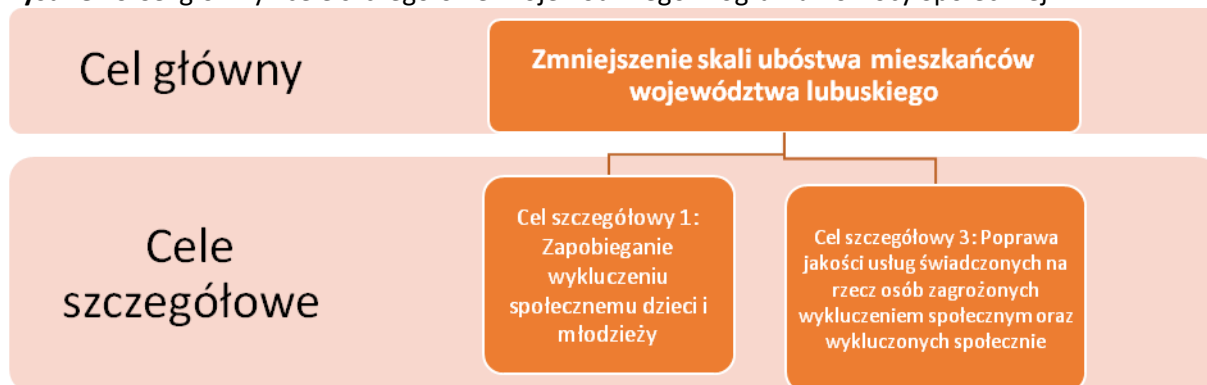 Cel główny
Zmniejszenie skali ubóstwa mieszkańców
województwa lubuskiego
Cele
szczegółowe
Cel szczegółowy 1:
Zapobieganie
wykluczeniu
społecznemu dzieci i
młodzieży
Cel szczegółowy 3: Poprawa
jakości usług świadczonych na
rzecz osób zagrożonych
wykluczeniem społecznym oraz
wykluczonych społecznie